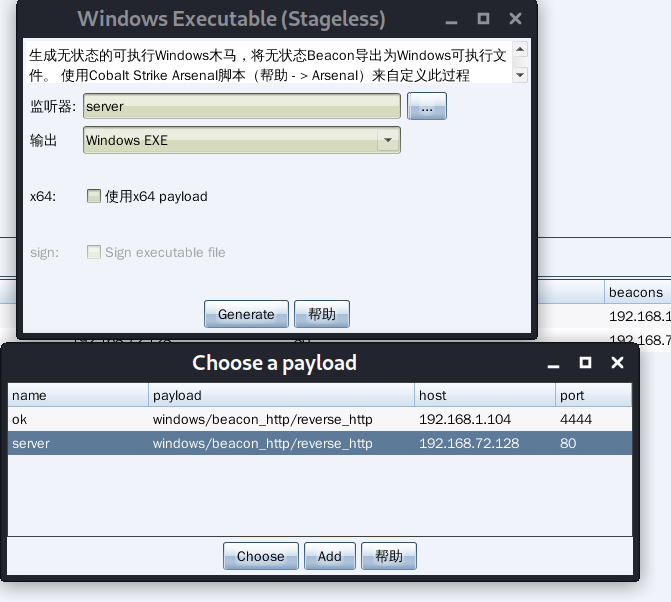 Windows Executable (Stageless)
生成无状态的可执行Windows木马，将无状态Beacon导出为Windows可执行文
件。 使用Cobalt Strike Arsenal脚本（帮助 -> Arsenal）来自定义此过程
监听器: server ...
输出 Windows EXE
x64: 使用x64 payload
sign: Sign executable file
Generate 帮助
beacons
192.168.1
192.168.7
Choose a payload
name payload host port
ok windows/beacon_http/reverse_http 192.168.1.104 4444
server windows/beacon_http/reverse_http 192.168.72.128 80
Choose Add 帮助